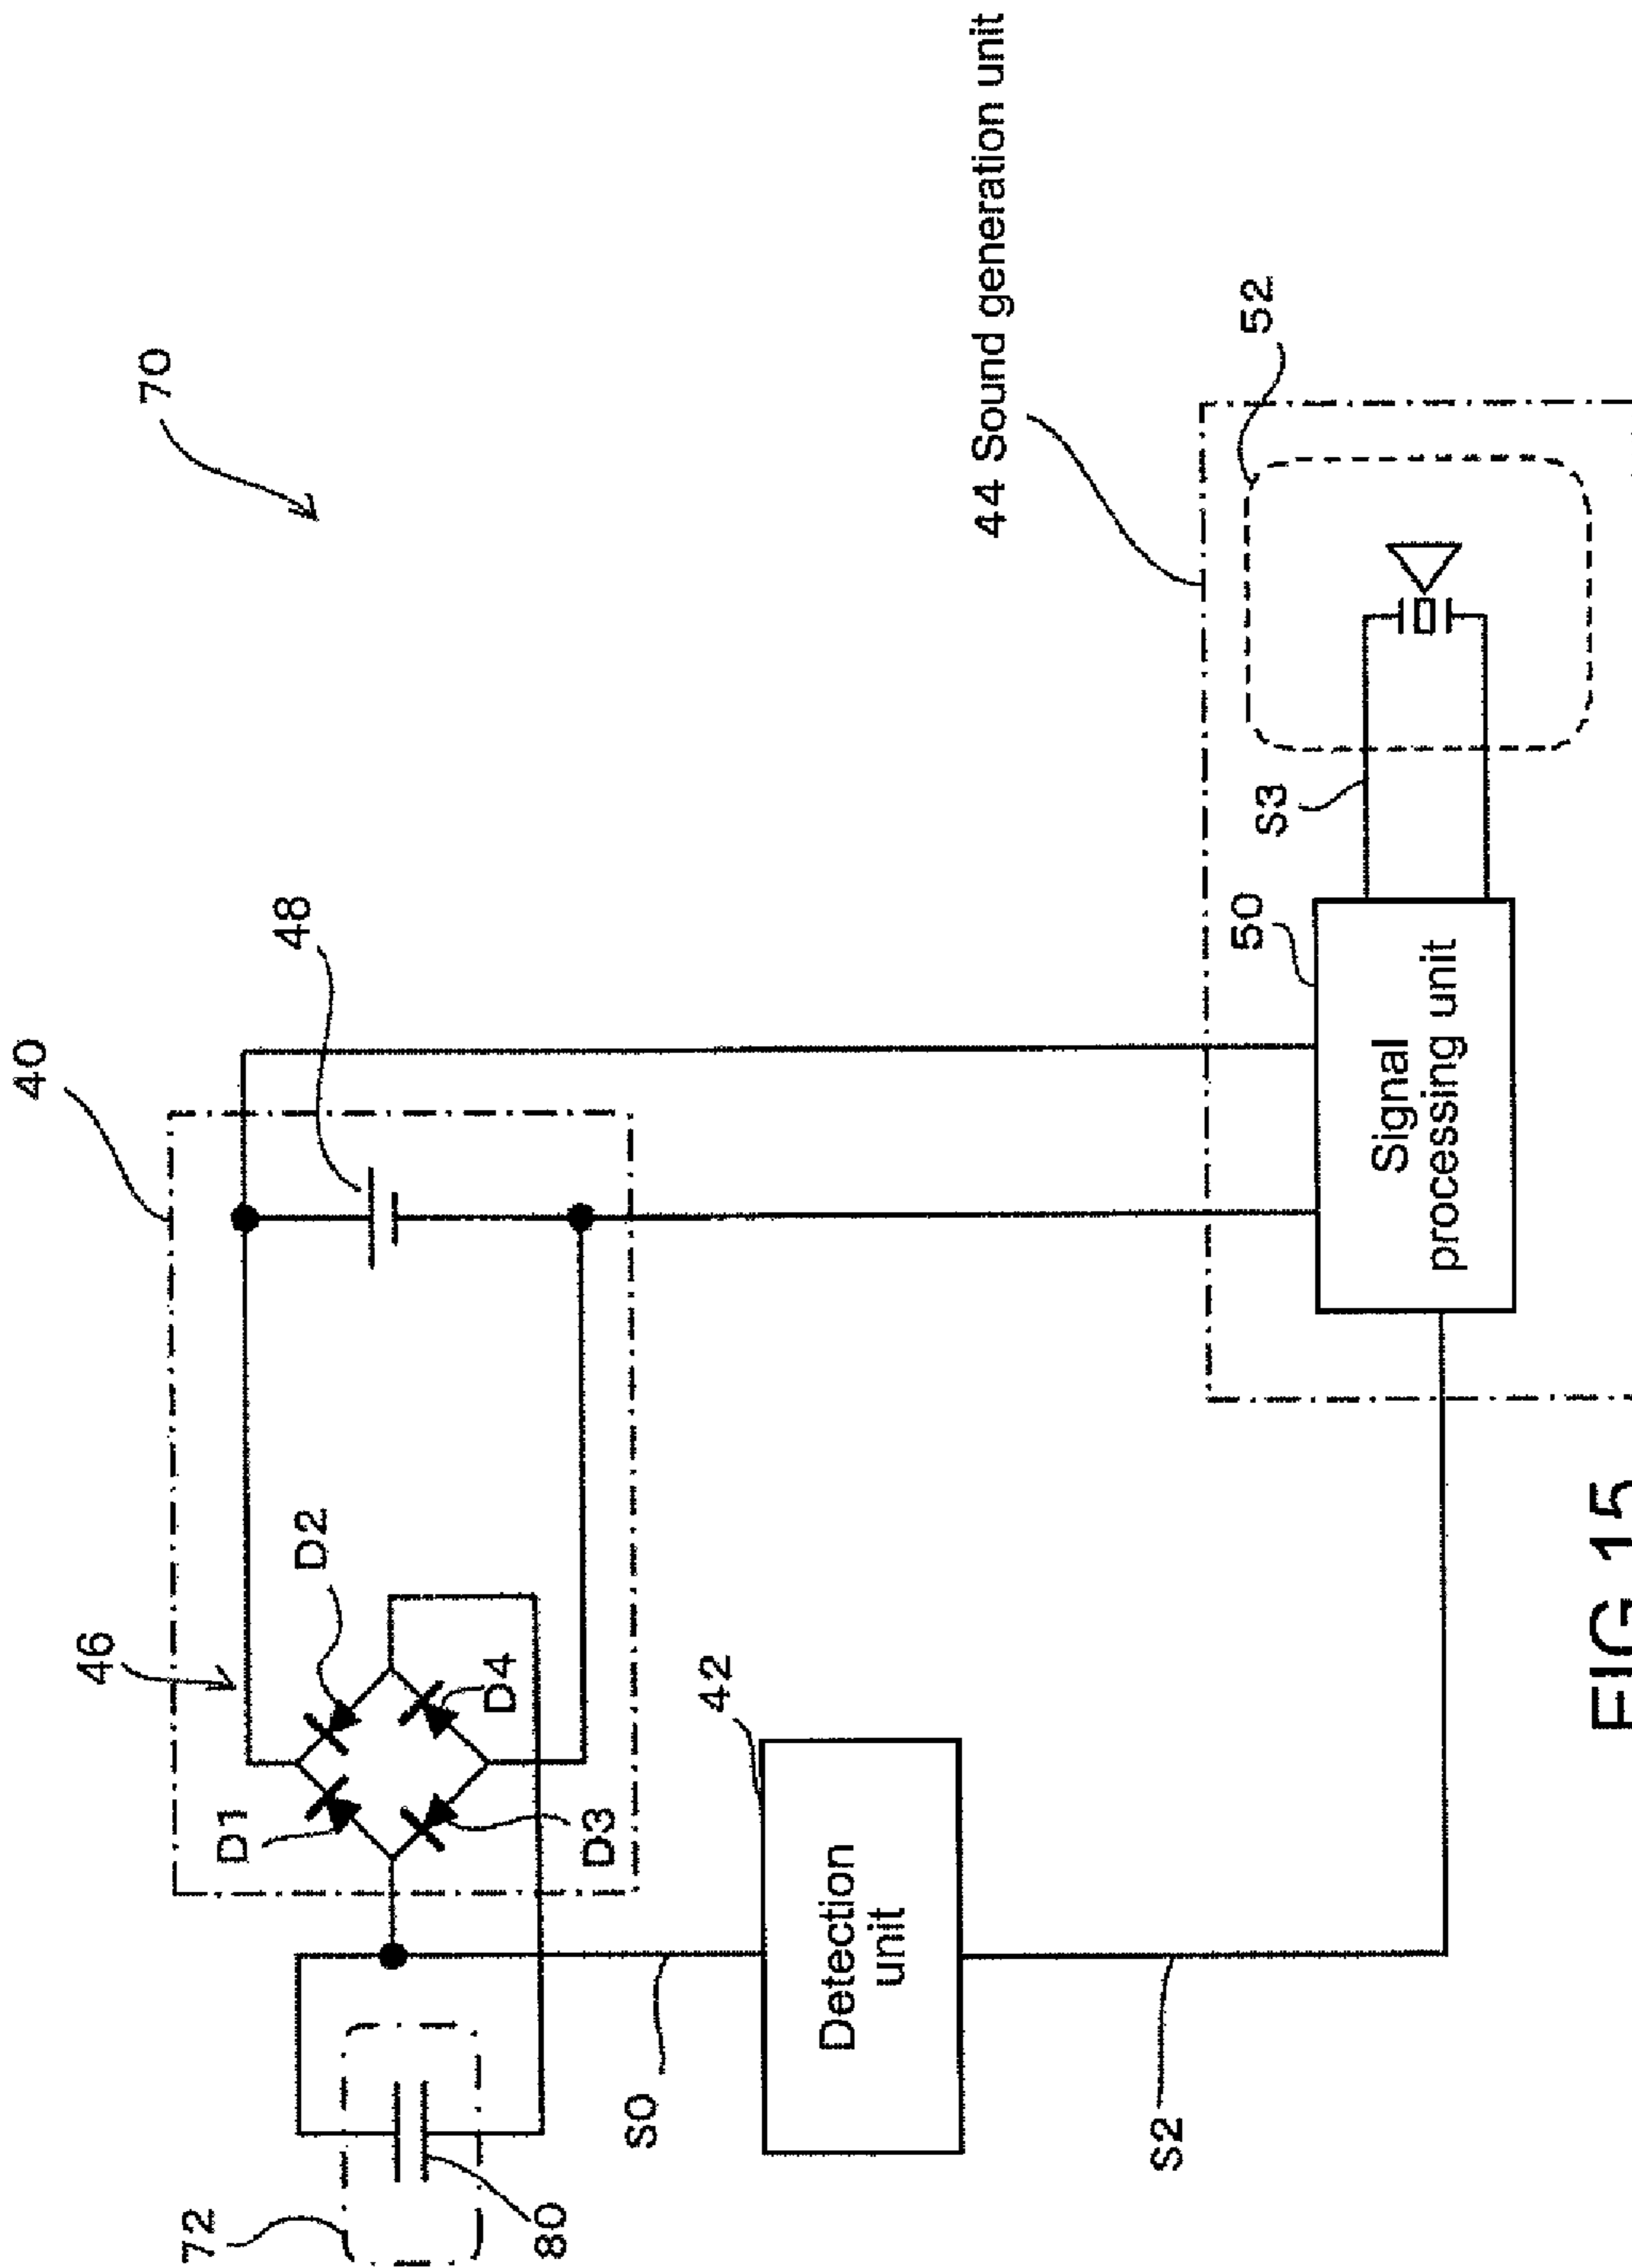 70
40
48
46
D2
D1
D4
D3
72
80
S0
42
Detection
unit
S2
44 Sound generation unit
52
S3
50
Signal
processing unit
FIG.15